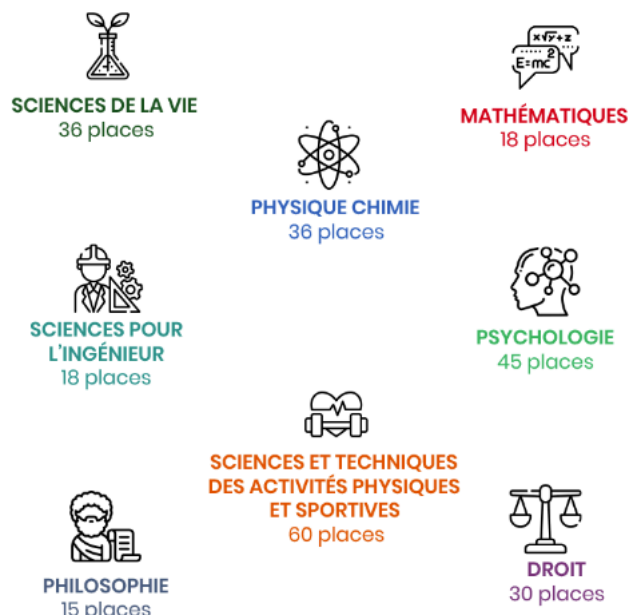 x√y+z
E=mc²
SCIENCES DE LA VIE
36 places
MATHÉMATIQUES
18 places
PHYSIQUE CHIMIE
36 places
SCIENCES POUR
L'INGÉNIEUR
18 places
PSYCHOLOGIE
45 places
SCIENCES ET TECHNIQUES
DES ACTIVITÉS PHYSIQUES
ET SPORTIVES
60 places
PHILOSOPHIE
15 places
DROIT
30 places